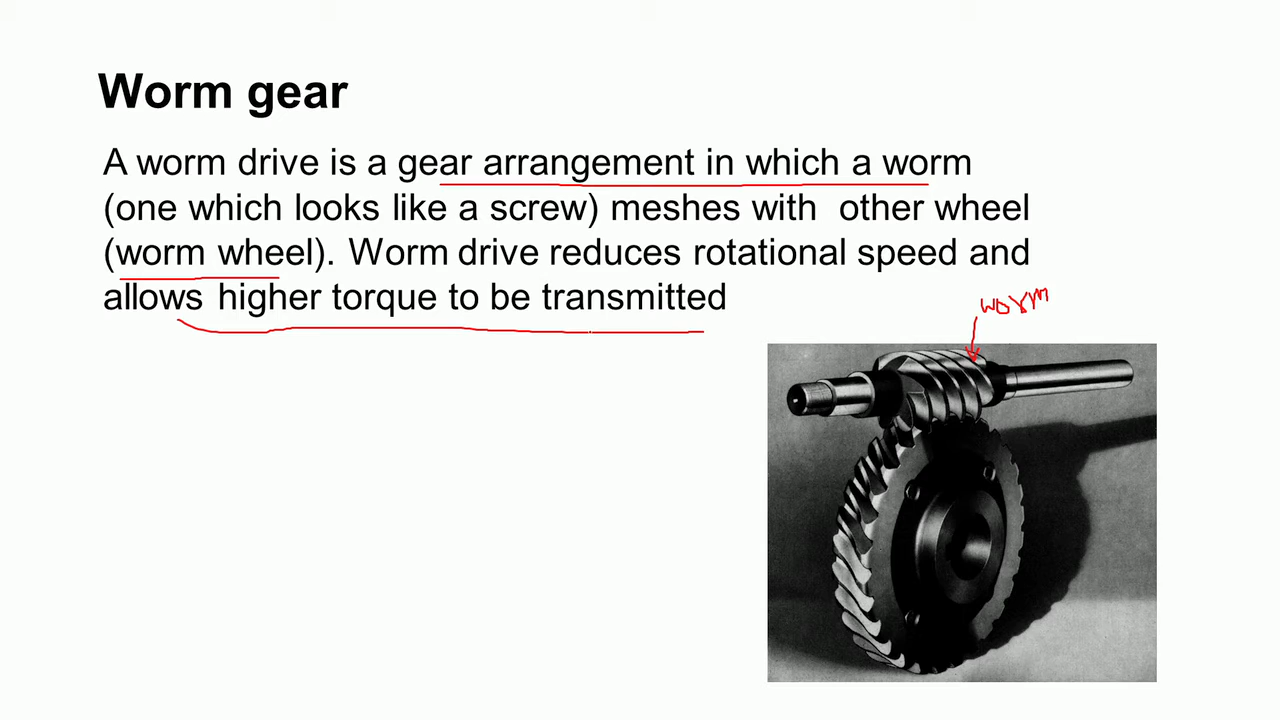 Worm gear
A worm drive is a gear arrangement in which a worm
(one which looks like a screw) meshes with other wheel
(worm wheel). Worm drive reduces rotational speed and
allows higher torque to be transmitted
worm